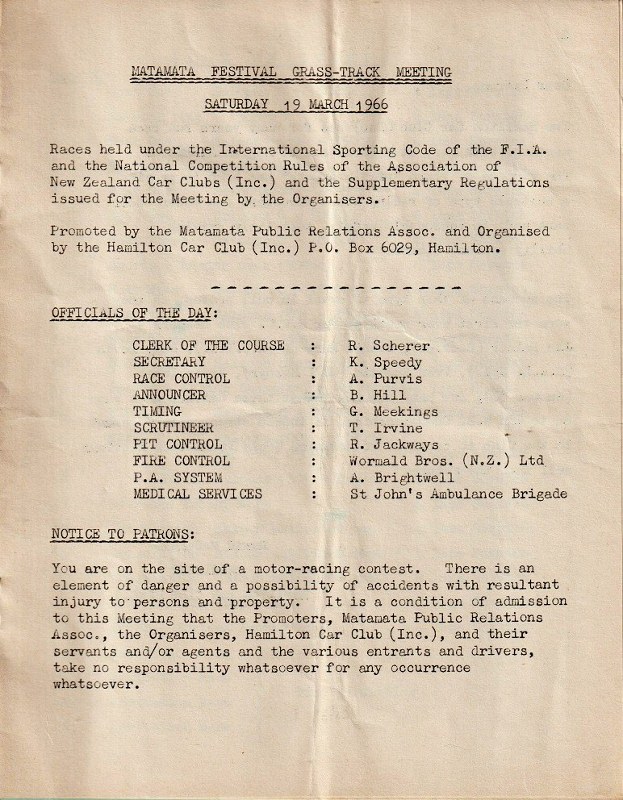 MATAMATA FESTIVAL GRASS-TRACK MEETING
SATURDAY 19 MARCH 1966
Races held under the International Sporting Code of the F.I.A.
and the National Competition Rules of the Association of
New Zealand Car Clubs (Inc.) and the Supplementary Regulations
issued for the Meeting by the Organisers.
Promoted by the Matamata Public Relations Assoc. and Organised
by the Hamilton Car Club (Inc.) P.O. Box 6029, Hamilton.
OFFICIALS OF THE DAY:
CLERK OF THE COURSE : R. Scherer
SECRETARY : K. Speedy
RACE CONTROL : A. Purvis
ANNOUNCER : B. Hill
TIMING : G. Meekings
SCRUTINEER : T. Irvine
PIT CONTROL : R. Jackways
FIRE CONTROL : Wormald Bros. (N.Z.) Ltd
P.A. SYSTEM : A. Brightwell
MEDICAL SERVICES : St John's Ambulance Brigade
NOTICE TO PATRONS:
You are on the site of a motor-racing contest. There is an
element of danger and a possibility of accidents with resultant
injury to persons and property. It is a condition of admission
to this Meeting that the Promoters, Matamata Public Relations
Assoc., the Organisers, Hamilton Car Club (Inc.), and their
servants and/or agents and the various entrants and drivers,
take no responsibility whatsoever for any occurrence
whatsoever.